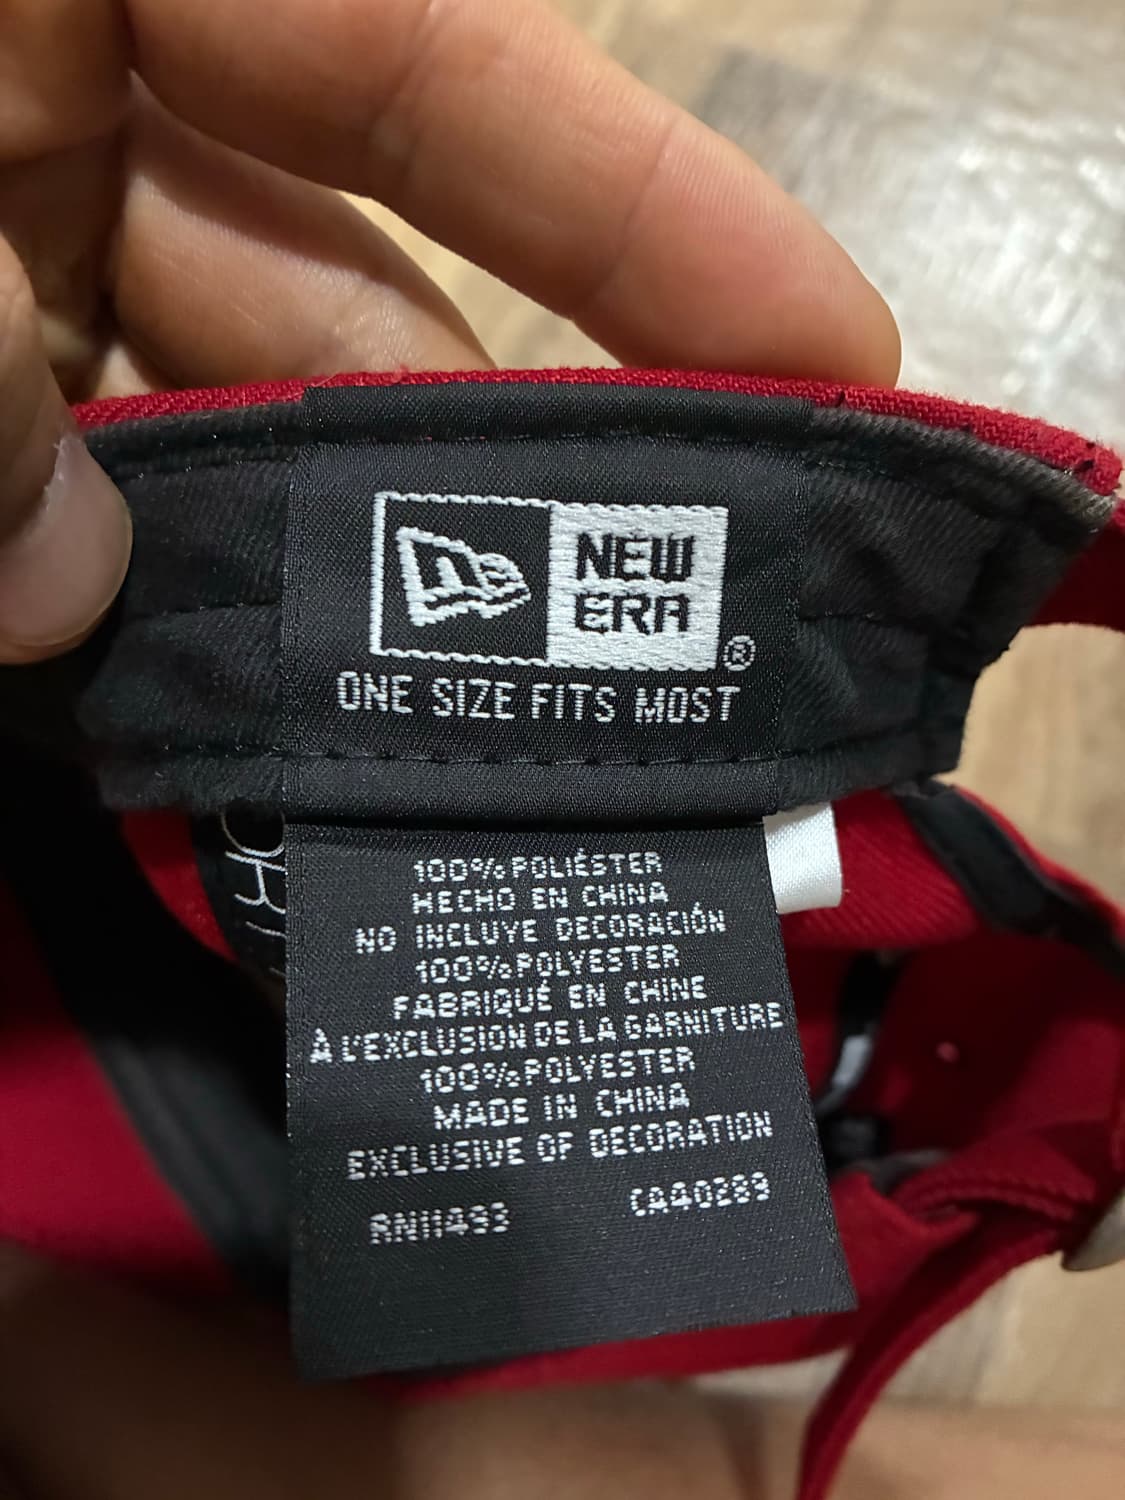 NEW
ERA
®
ONE SIZE FITS MOST
100% POLIÉSTER
HECHO EN CHINA
NO INCLUYE DECORACIÓN
100% POLYESTER
FABRIQUÉ EN CHINE
À L'EXCLUSION DE LA GARNITURE
100% POLYESTER
MADE IN CHINA
EXCLUSIVE OF DECORATION
RN11493 CA40289